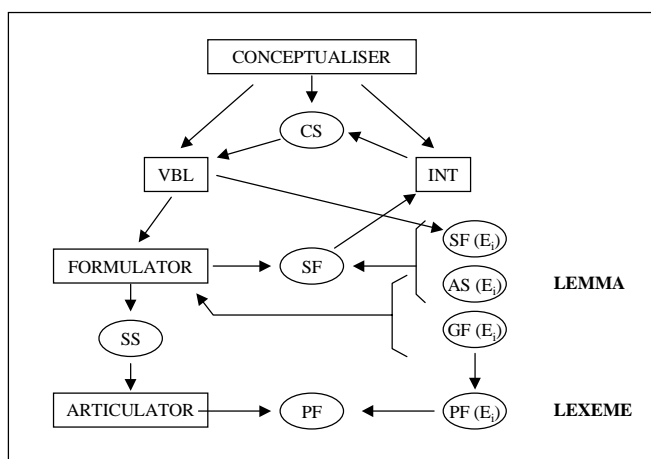 CONCEPTUALISER
CS
VBL
INT
SF (Ei)
FORMULATOR
SF
AS (Ei)
LEMMA
SS
GF (Ei)
ARTICULATOR
PF
PF (Ei)
LEXEME